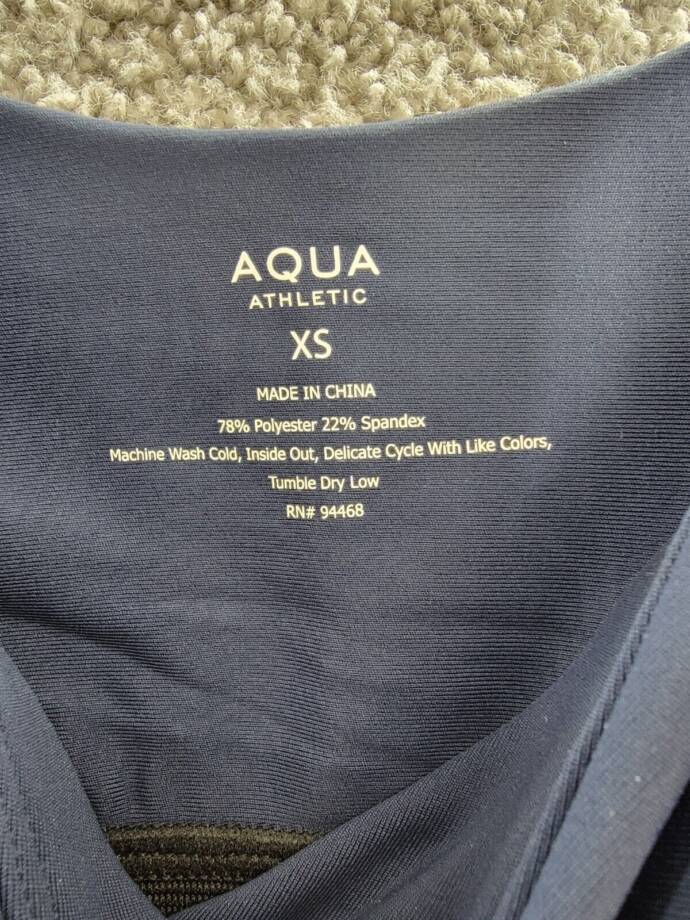 AQUA
ATHLETIC
XS
MADE IN CHINA
78% Polyester 22% Spandex
Machine Wash Cold, Inside Out, Delicate Cycle With Like Colors,
Tumble Dry Low
RN# 94468